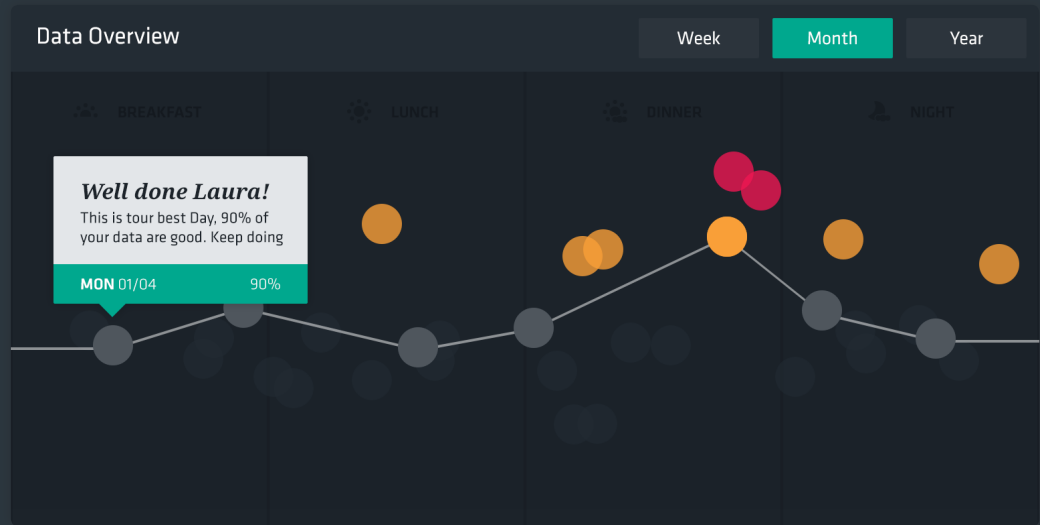 Data Overview
Week
Month
Year
BREAKFAST
LUNCH
DINNER
NIGHT
Well done Laura!
This is tour best Day, 90% of
your data are good. Keep doing
MON 01/04
90%